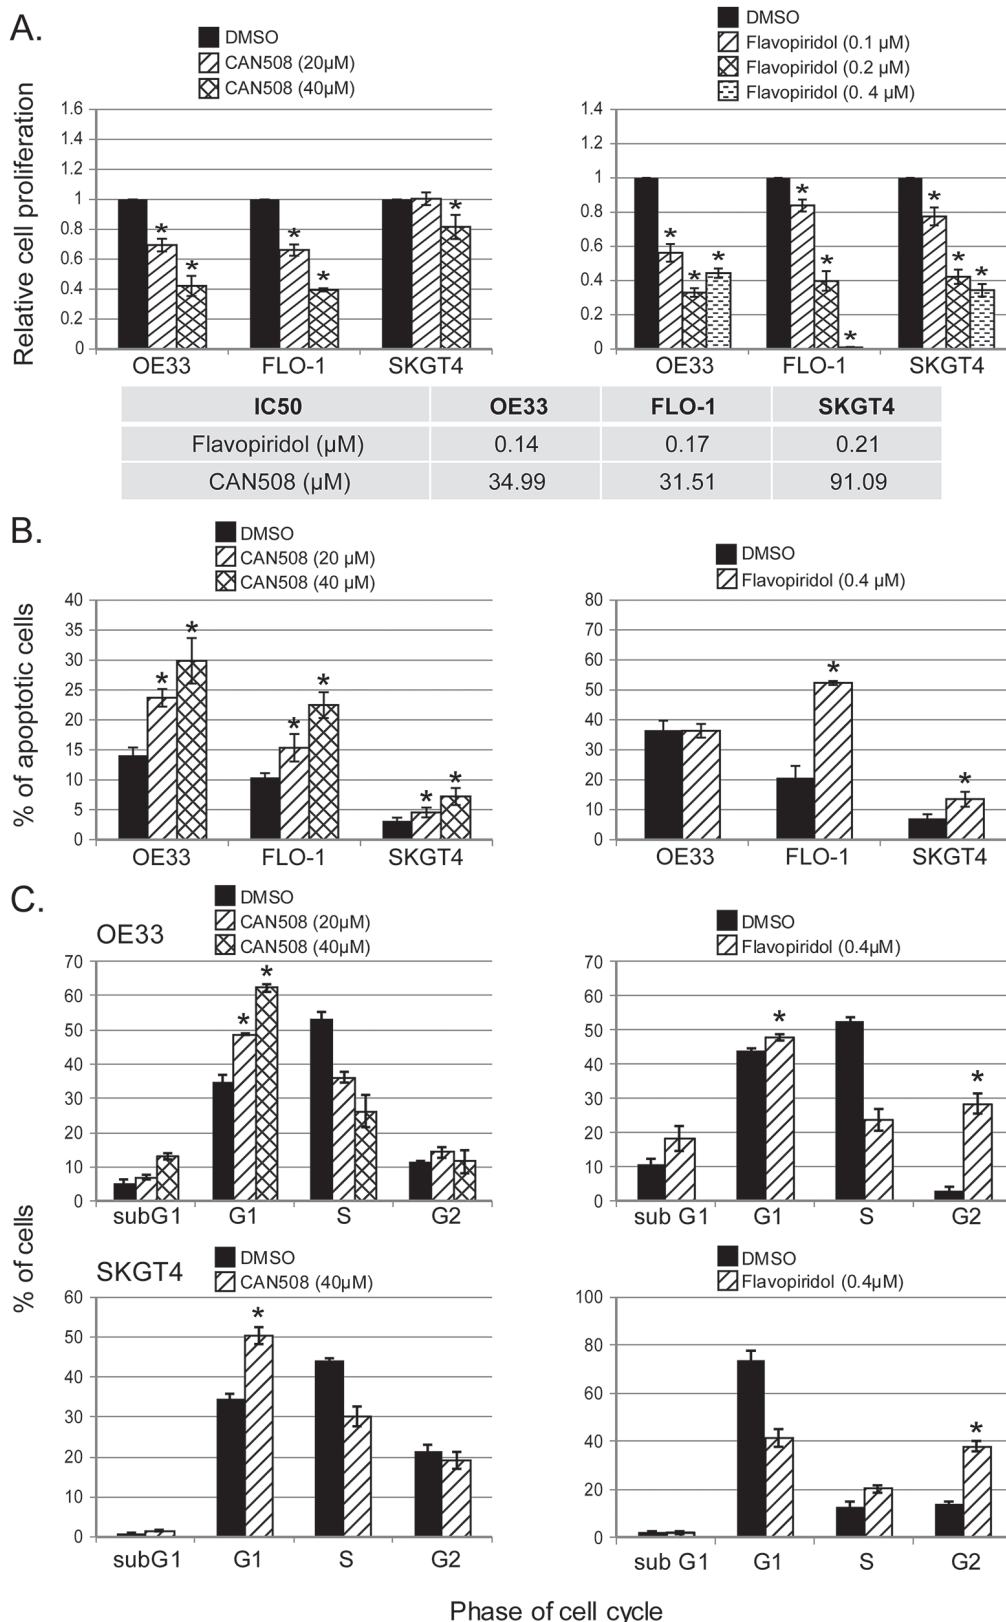 A.
DMSO
CAN508 (20µM)
CAN508 (40µM)
DMSO
Flavopiridol (0.1 µM)
Flavopiridol (0.2 µM)
Flavopiridol (0. 4 µM)
Relative cell proliferation
1.6
1.4
1.2
1
0.8
0.6
0.4
0.2
0
* * * * *
OE33 FLO-1 SKGT4
1.4
1.2
1
0.8
0.6
0.4
0.2
0
* * * * * * * * *
OE33 FLO-1 SKGT4
IC50 OE33 FLO-1 SKGT4
Flavopiridol (µM) 0.14 0.17 0.21
CAN508 (µM) 34.99 31.51 91.09
B.
DMSO
CAN508 (20 µM)
CAN508 (40 µM)
DMSO
Flavopiridol (0.4 µM)
% of apoptotic cells
40
35
30
25
20
15
10
5
0
* * * * * *
OE33 FLO-1 SKGT4
80
70
60
50
40
30
20
10
0
* *
OE33 FLO-1 SKGT4
C.
OE33
DMSO
CAN508 (20µM)
CAN508 (40µM)
DMSO
Flavopiridol (0.4µM)
% of cells
70
60
50
40
30
20
10
0
* *
subG1 G1 S G2
70
60
50
40
30
20
10
0
* *
sub G1 G1 S G2
SKGT4
DMSO
CAN508 (40µM)
DMSO
Flavopiridol (0.4µM)
60
50
40
30
20
10
0
*
subG1 G1 S G2
100
80
60
40
20
0
*
sub G1 G1 S G2
Phase of cell cycle